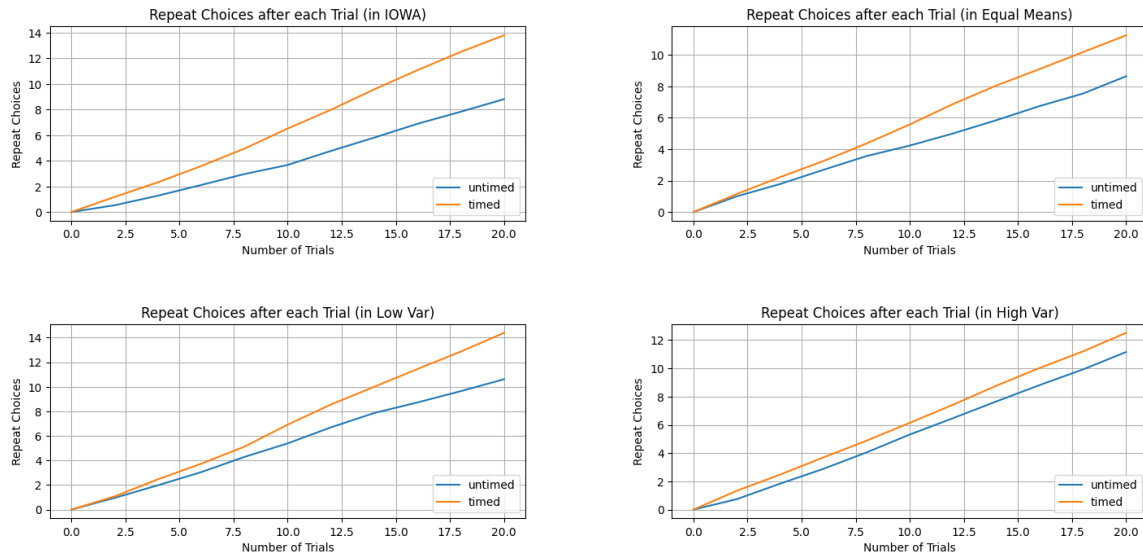 Repeat Choices after each Trial (in IOWA)
14
12
10
8
6
4
2
0
Repeat Choices
0.0 2.5 5.0 7.5 10.0 12.5 15.0 17.5 20.0
Number of Trials
untimed
timed
Repeat Choices after each Trial (in Equal Means)
10
8
6
4
2
0
Repeat Choices
0.0 2.5 5.0 7.5 10.0 12.5 15.0 17.5 20.0
Number of Trials
untimed
timed
Repeat Choices after each Trial (in Low Var)
14
12
10
8
6
4
2
0
Repeat Choices
0.0 2.5 5.0 7.5 10.0 12.5 15.0 17.5 20.0
Number of Trials
untimed
timed
Repeat Choices after each Trial (in High Var)
12
10
8
6
4
2
0
Repeat Choices
0.0 2.5 5.0 7.5 10.0 12.5 15.0 17.5 20.0
Number of Trials
untimed
timed